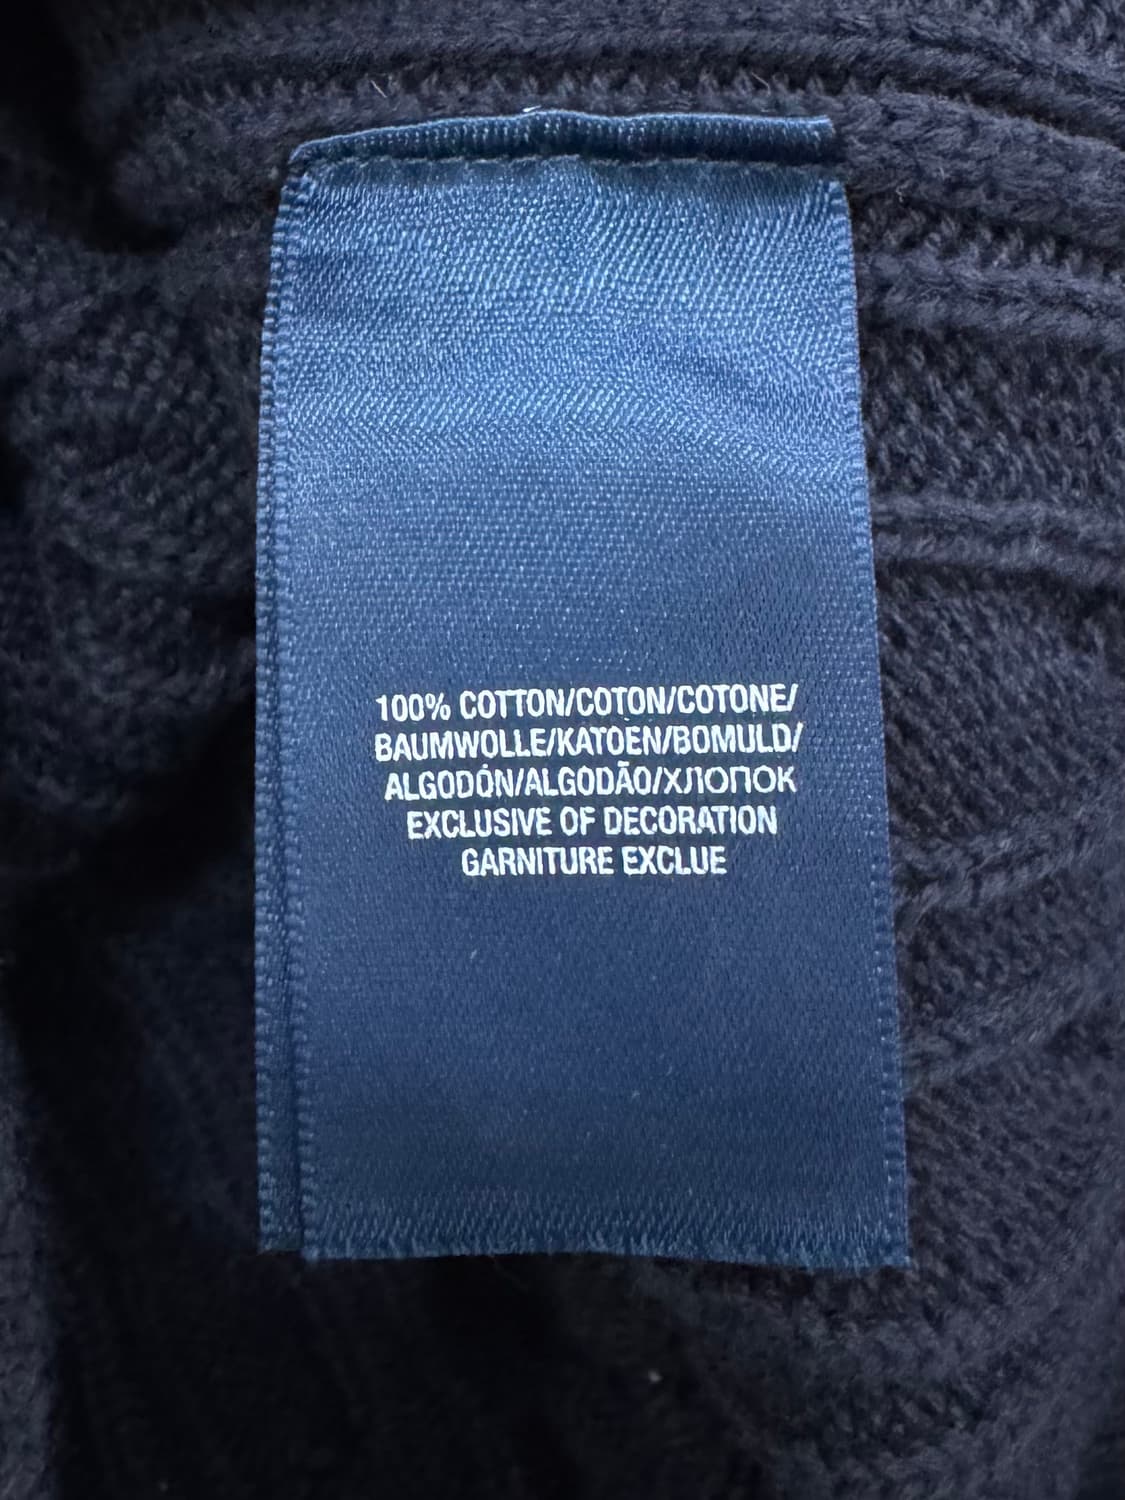 100% COTTON/COTON/COTONE/
BAUMWOLLE/KATOEN/BOMULD/
ALGODÓN/ALGODÃO/ХЛОПОК
EXCLUSIVE OF DECORATION
GARNITURE EXCLUE